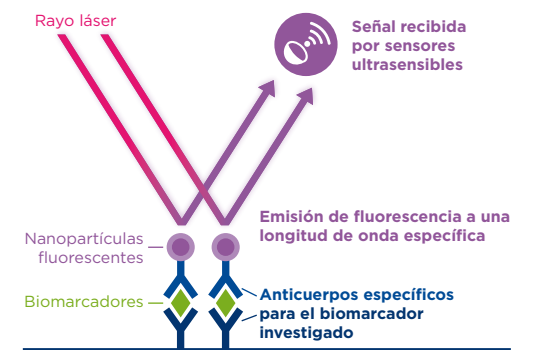 Rayo láser
Señal recibida
por sensores
ultrasensibles
Emisión de fluorescencia a una
longitud de onda específica
Nanopartículas
fluorescentes
Biomarcadores
Anticuerpos específicos
para el biomarcador
investigado